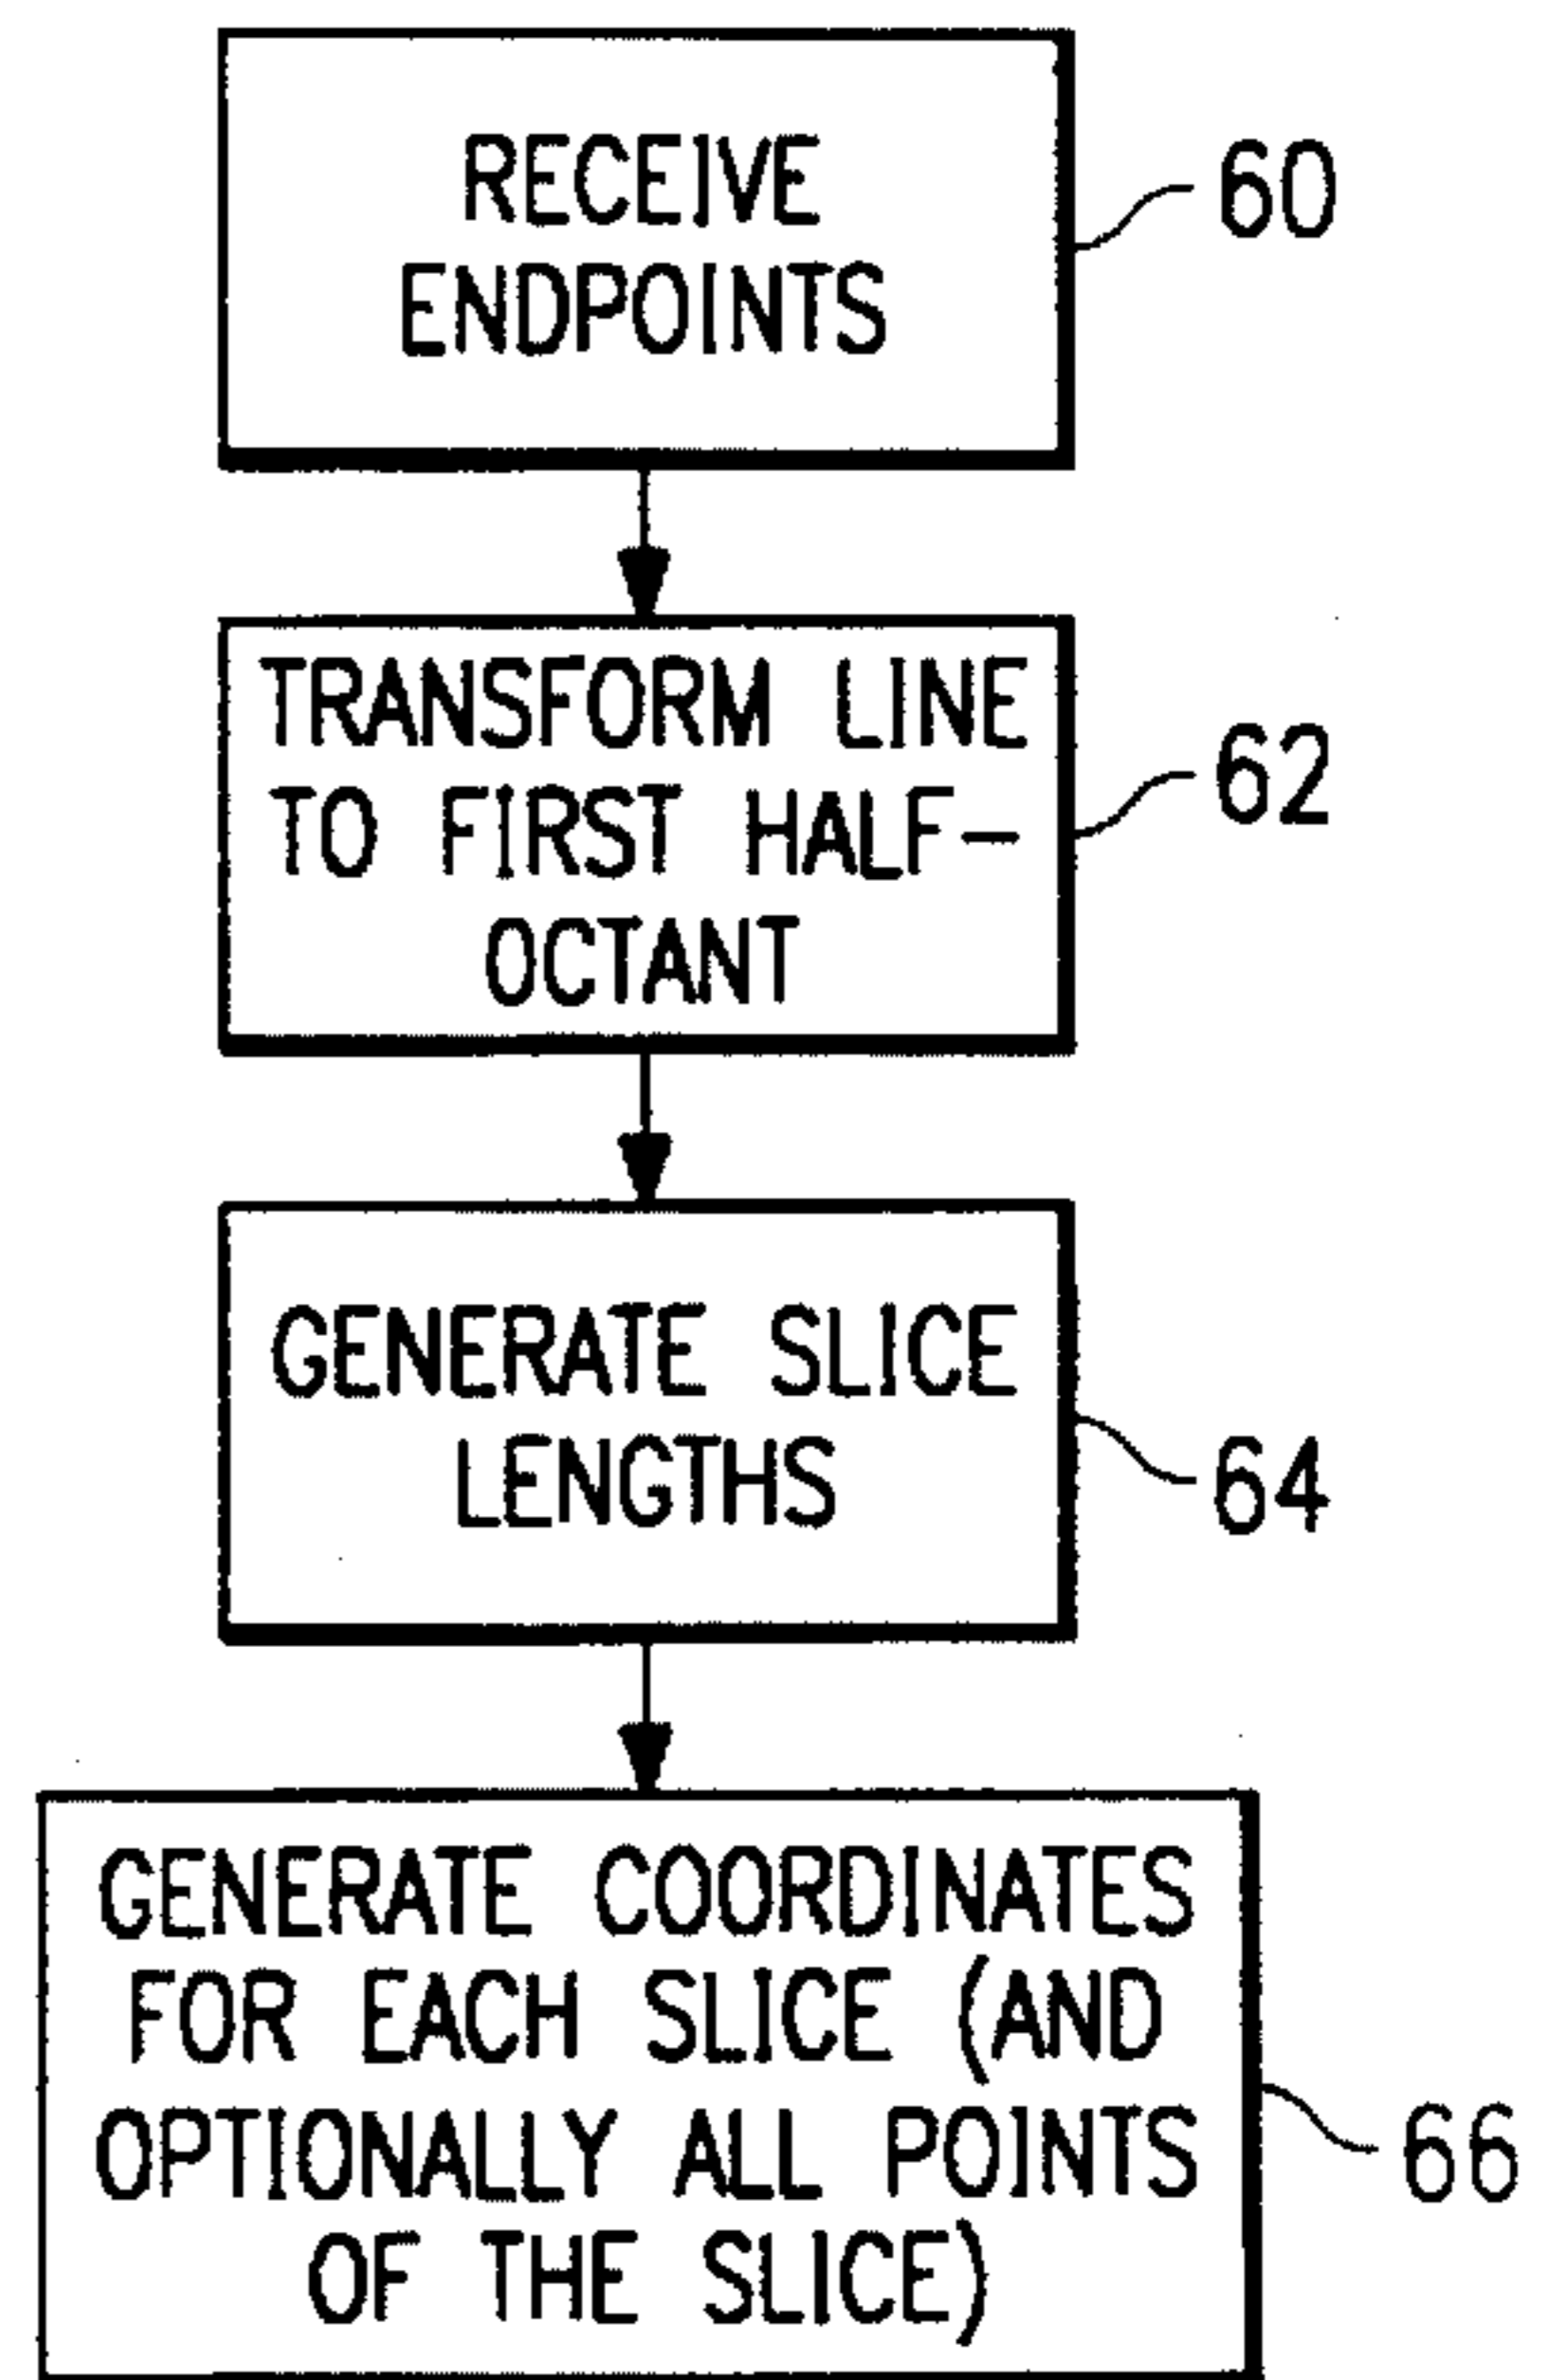 RECEIVE
ENDPOINTS
60
TRANSFORM LINE
TO FIRST HALF-
OCTANT
62
GENERATE SLICE
LENGTHS
64
GENERATE COORDINATES
FOR EACH SLICE (AND
OPTIONALLY ALL POINTS
OF THE SLICE)
66